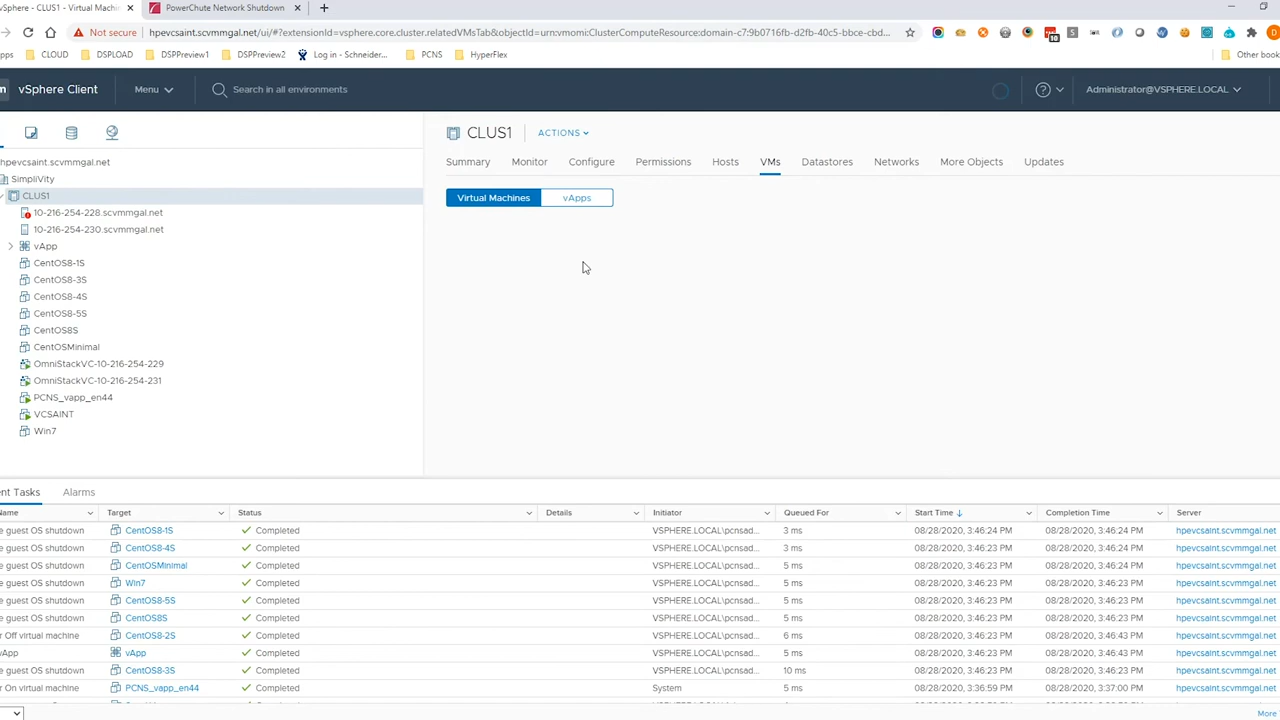 vSphere - CLUS1 - Virtual Machin × PowerChute Network Shutdown × +
Not secure hpevcsaint.scvmmgal.net/ui/#?extensionId=vsphere.core.cluster.relatedVMsTab&objectId=urn:vmomi:ClusterComputeResource:domain-c7:9b0716fb-d2fb-40c5-bbce-cbd...
pps CLOUD DSPLOAD DSPPreview1 DSPPreview2 Log in - Schneider... PCNS HyperFlex Other book
m vSphere Client Menu Search in all environments Administrator@VSPHERE.LOCAL
CLUS1 ACTIONS
Summary Monitor Configure Permissions Hosts VMs Datastores Networks More Objects Updates
Virtual Machines vApps
hpevcsaint.scvmmgal.net
SimpliVity
CLUS1
10-216-254-228.scvmmgal.net
10-216-254-230.scvmmgal.net
vApp
CentOS8-1S
CentOS8-3S
CentOS8-4S
CentOS8-5S
CentOS8S
CentOSMinimal
OmniStackVC-10-216-254-229
OmniStackVC-10-216-254-231
PCNS_vapp_en44
VCSAINT
Win7
ent Tasks Alarms
Name Target Status Details Initiator Queued For Start Time Completion Time Server
e guest OS shutdown CentOS8-1S Completed VSPHERE.LOCAL\pcnsad... 3 ms 08/28/2020, 3:46:24 PM 08/28/2020, 3:46:24 PM hpevcsaint.scvmmgal.net
e guest OS shutdown CentOS8-4S Completed VSPHERE.LOCAL\pcnsad... 3 ms 08/28/2020, 3:46:23 PM 08/28/2020, 3:46:24 PM hpevcsaint.scvmmgal.net
e guest OS shutdown CentOSMinimal Completed VSPHERE.LOCAL\pcnsad... 5 ms 08/28/2020, 3:46:23 PM 08/28/2020, 3:46:24 PM hpevcsaint.scvmmgal.net
e guest OS shutdown Win7 Completed VSPHERE.LOCAL\pcnsad... 5 ms 08/28/2020, 3:46:23 PM 08/28/2020, 3:46:23 PM hpevcsaint.scvmmgal.net
e guest OS shutdown CentOS8-5S Completed VSPHERE.LOCAL\pcnsad... 5 ms 08/28/2020, 3:46:23 PM 08/28/2020, 3:46:23 PM hpevcsaint.scvmmgal.net
e guest OS shutdown CentOS8S Completed VSPHERE.LOCAL\pcnsad... 5 ms 08/28/2020, 3:46:23 PM 08/28/2020, 3:46:23 PM hpevcsaint.scvmmgal.net
r Off virtual machine CentOS8-2S Completed VSPHERE.LOCAL\pcnsad... 6 ms 08/28/2020, 3:46:23 PM 08/28/2020, 3:46:43 PM hpevcsaint.scvmmgal.net
vApp vApp Completed VSPHERE.LOCAL\pcnsad... 5 ms 08/28/2020, 3:46:23 PM 08/28/2020, 3:46:43 PM hpevcsaint.scvmmgal.net
e guest OS shutdown CentOS8-3S Completed VSPHERE.LOCAL\pcnsad... 10 ms 08/28/2020, 3:46:23 PM 08/28/2020, 3:46:23 PM hpevcsaint.scvmmgal.net
r On virtual machine PCNS_vapp_en44 Completed System 5 ms 08/28/2020, 3:36:59 PM 08/28/2020, 3:37:00 PM hpevcsaint.scvmmgal.net
More